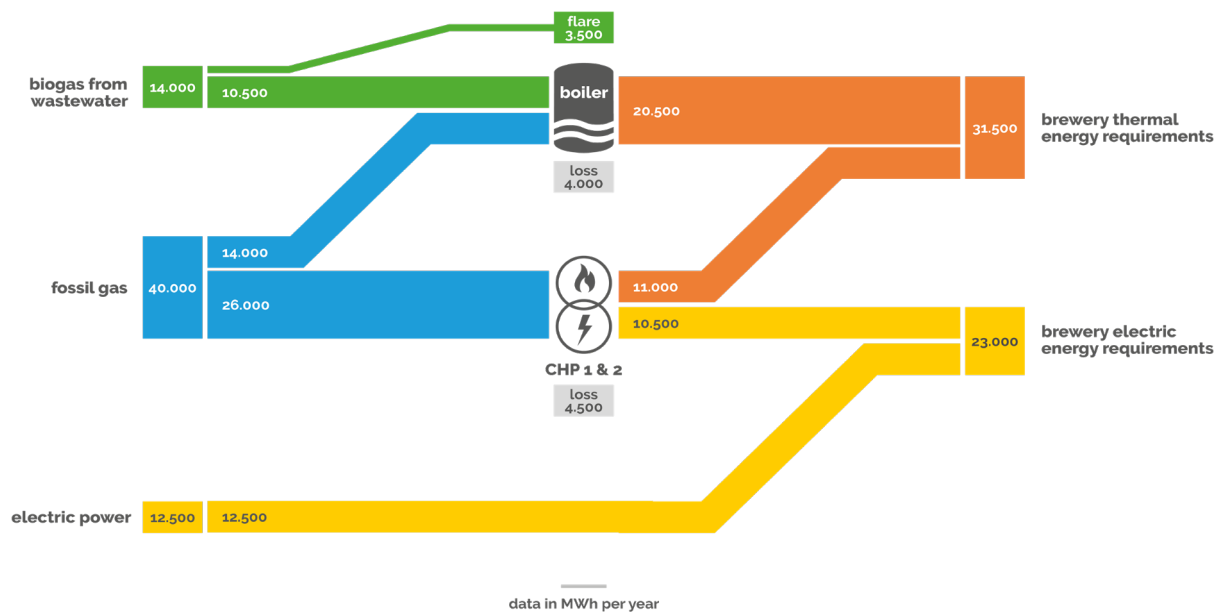 flare
3.500
biogas from
wastewater
14.000
10.500
boiler
20.500
31.500
brewery thermal
energy requirements
loss
4.000
fossil gas
40.000
14.000
26.000
11.000
10.500
23.000
brewery electric
energy requirements
CHP 1 & 2
loss
4.500
electric power
12.500
12.500
data in MWh per year